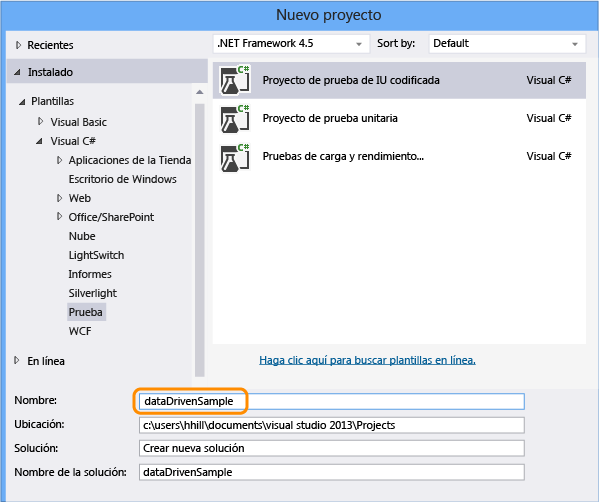 Nuevo proyecto
Recientes
.NET Framework 4.5 Sort by: Default
Instalado
Plantillas
Visual Basic
Visual C#
Aplicaciones de la Tienda
Escritorio de Windows
Web
Office/SharePoint
Nube
LightSwitch
Informes
Silverlight
Prueba
WCF
En línea
C# Proyecto de prueba de IU codificada Visual C#
C# Proyecto de prueba unitaria Visual C#
C# Pruebas de carga y rendimiento... Visual C#
Haga clic aquí para buscar plantillas en línea.
Nombre: dataDrivenSample
Ubicación: c:\users\hhill\documents\visual studio 2013\Projects
Solución: Crear nueva solución
Nombre de la solución: dataDrivenSample